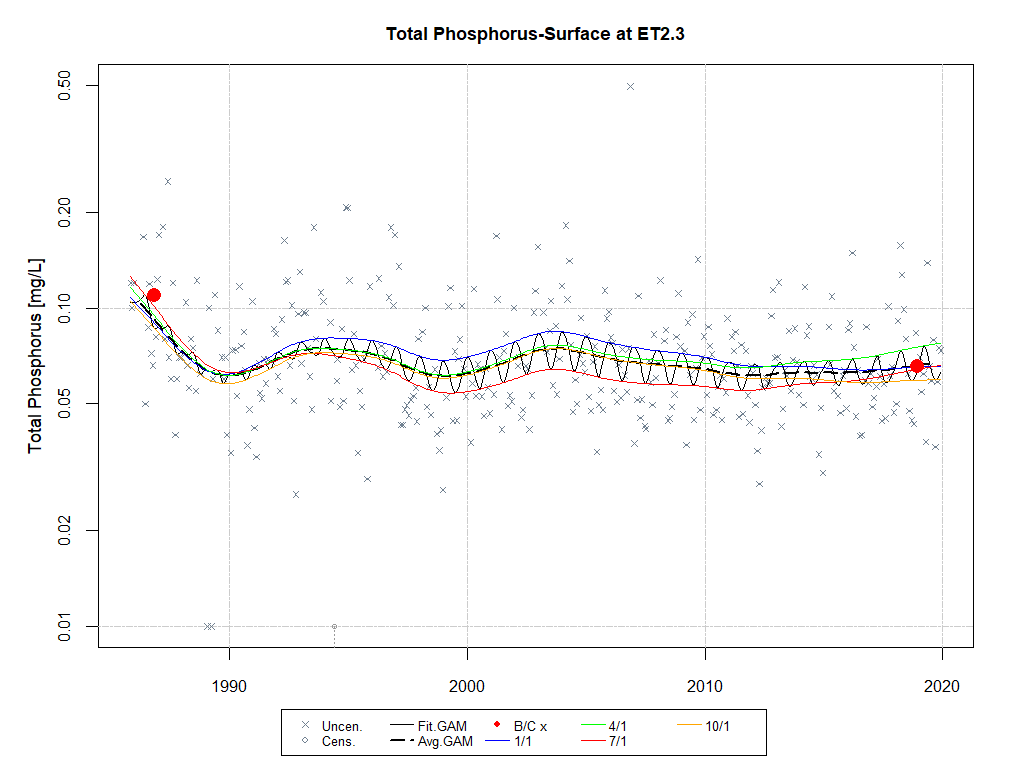 Total Phosphorus-Surface at ET2.3
Total Phosphorus [mg/L]
0.50
0.20
0.10
0.05
0.02
0.01
1990 2000 2010 2020
Uncen. Fit.GAM B/C x 4/1 10/1
Cens. Avg.GAM 1/1 7/1